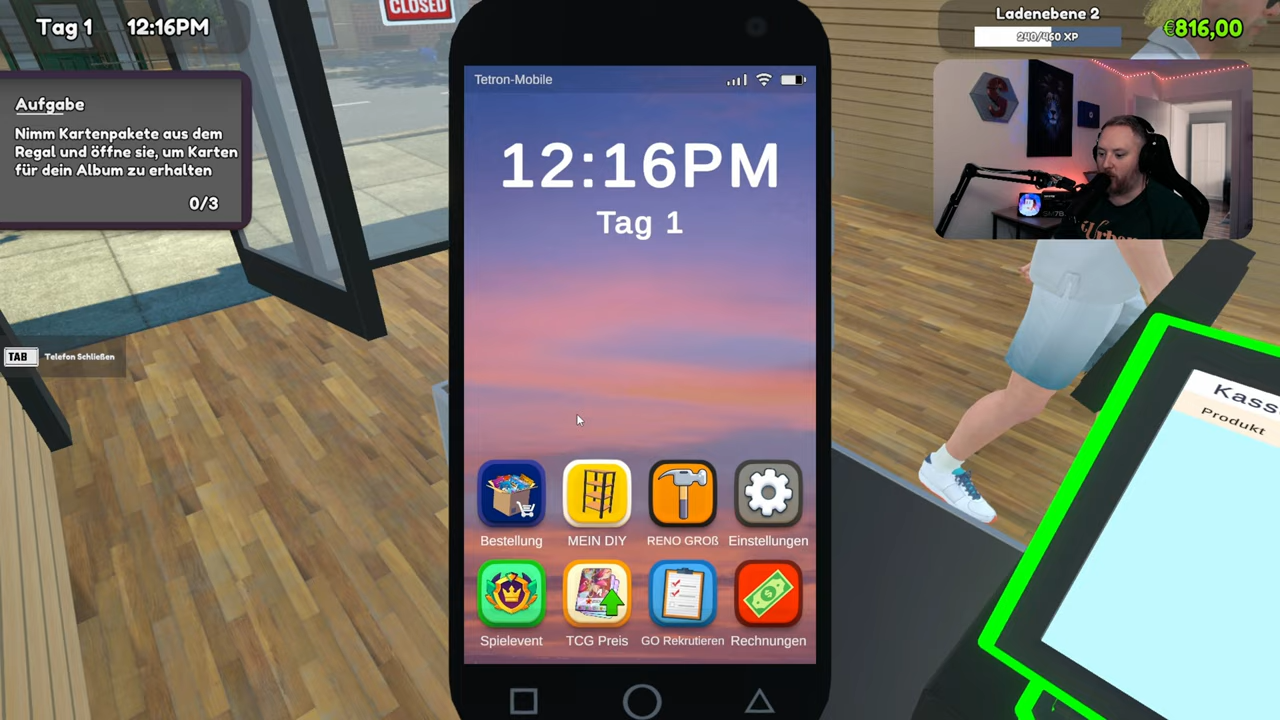 Tag 1 12:16PM
CLOSED
Ladenebene 2
240/460 XP
€816,00
Aufgabe
Nimm Kartenpakete aus dem
Regal und öffne sie, um Karten
für dein Album zu erhalten
0/3
TAB Telefon Schließen
Tetron-Mobile
12:16PM
Tag 1
Bestellung MEIN DIY RENO GROß Einstellungen
Spielevent TCG Preis GO Rekrutieren Rechnungen
S
Kass
Produkt